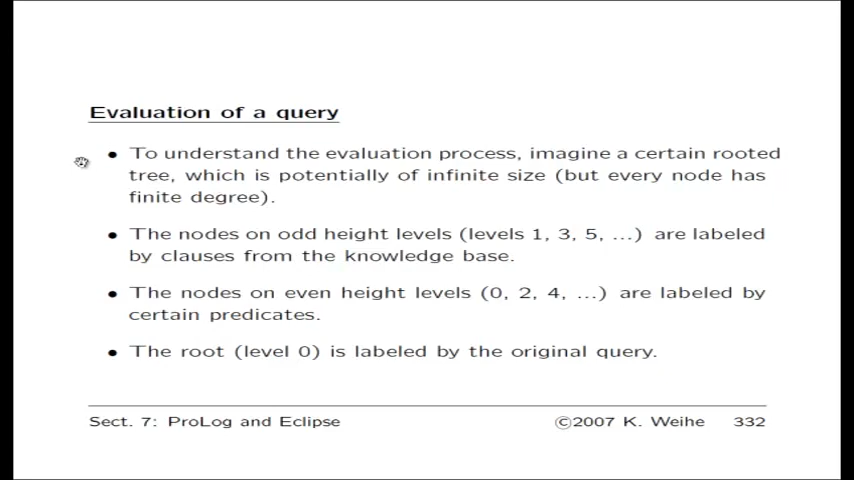 Evaluation of a query
• To understand the evaluation process, imagine a certain rooted
tree, which is potentially of infinite size (but every node has
finite degree).
• The nodes on odd height levels (levels 1, 3, 5, ...) are labeled
by clauses from the knowledge base.
• The nodes on even height levels (0, 2, 4, ...) are labeled by
certain predicates.
• The root (level 0) is labeled by the original query.
Sect. 7: ProLog and Eclipse ©2007 K. Weihe 332